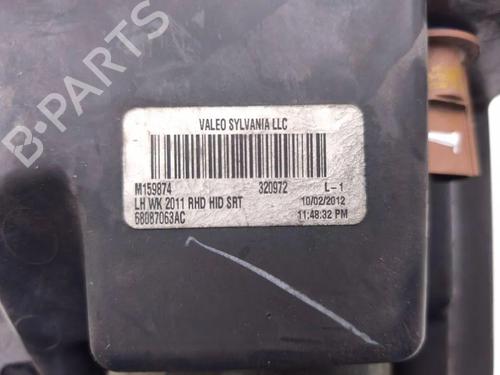 B-PARTS
VALEO SYLVANIA LLC
M159874 320972 L-1
LH WK 2011 RHD HID SRT 10/02/2012
68087063AC 11:48:32 PM